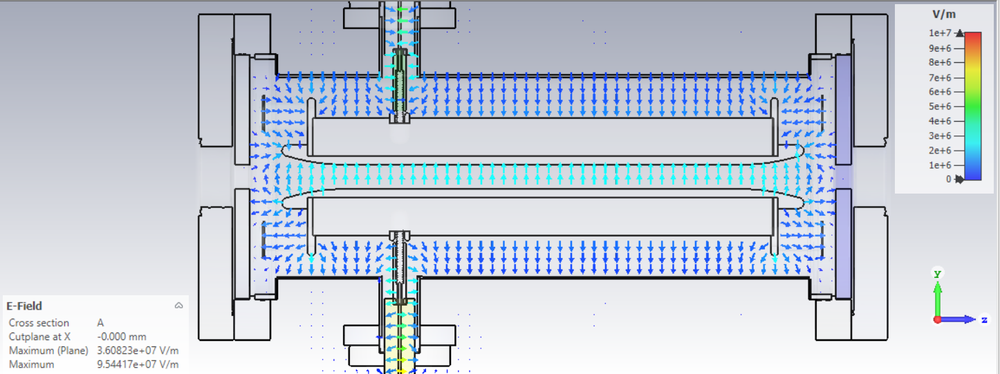 V/m
1e+7
9e+6
8e+6
7e+6
6e+6
5e+6
4e+6
3e+6
2e+6
1e+6
0
y
z
E-Field
Cross section A
Cutplane at X -0.000 mm
Maximum (Plane) 3.60823e+07 V/m
Maximum 9.54417e+07 V/m